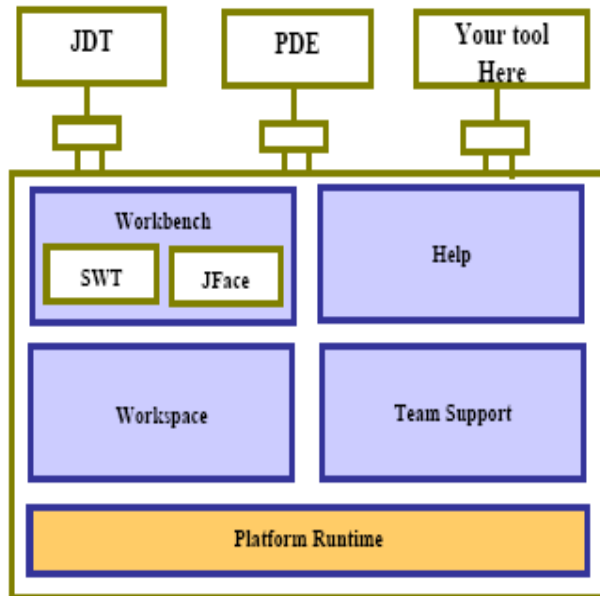 JDT
PDE
Your tool
Here
Workbench
SWT
JFace
Help
Workspace
Team Support
Platform Runtime